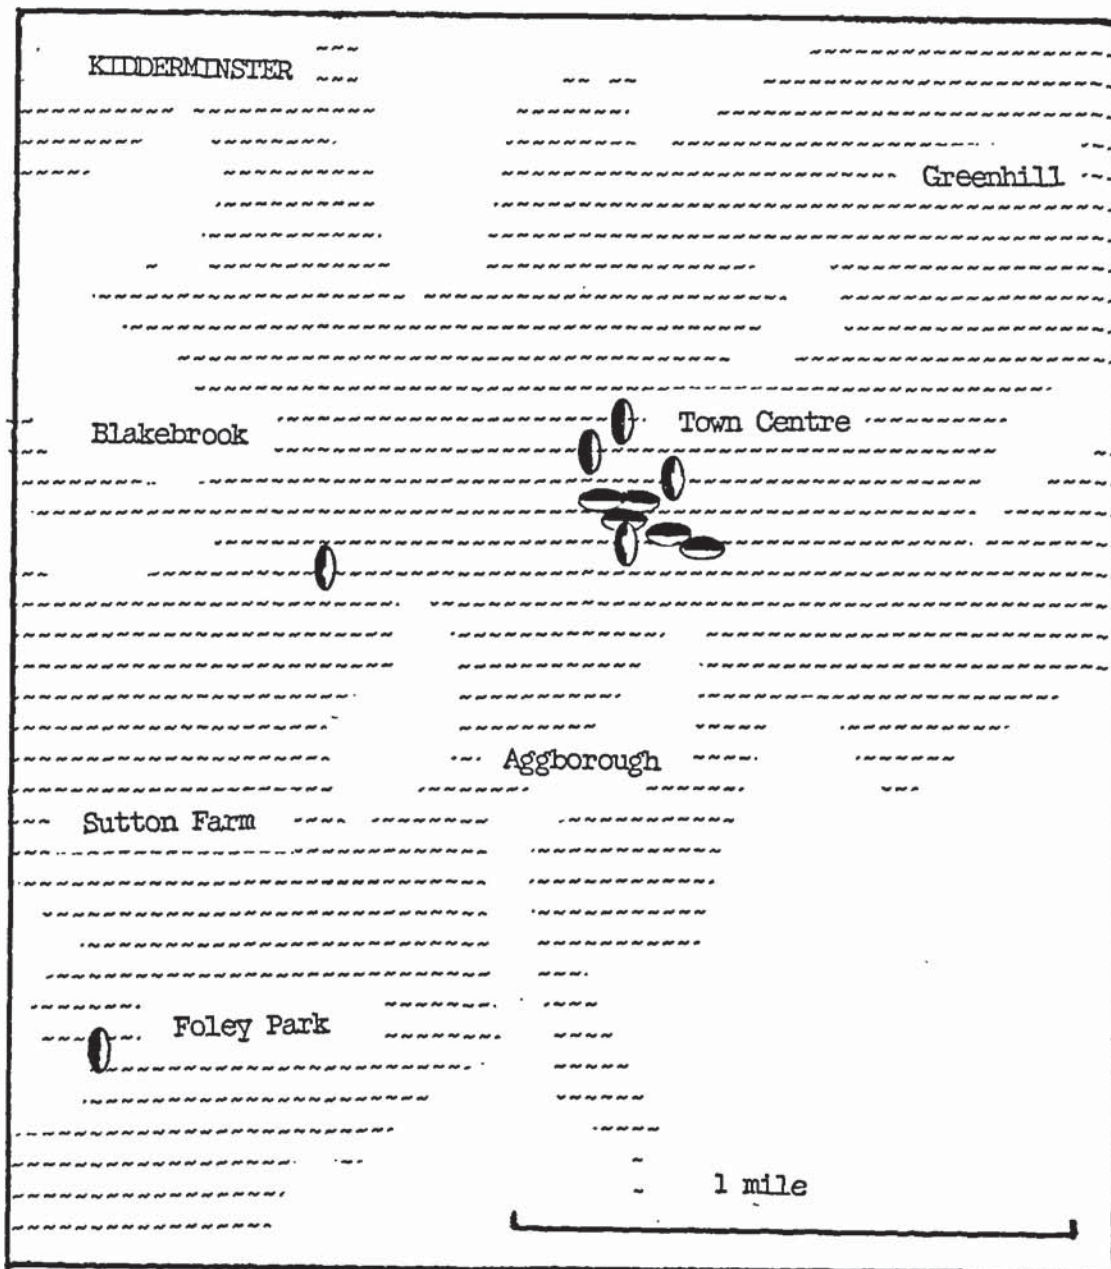 KIDDERMINSTER
Greenhill
Town Centre
Blakebrook
Aggborough
Sutton Farm
Foley Park
1 mile